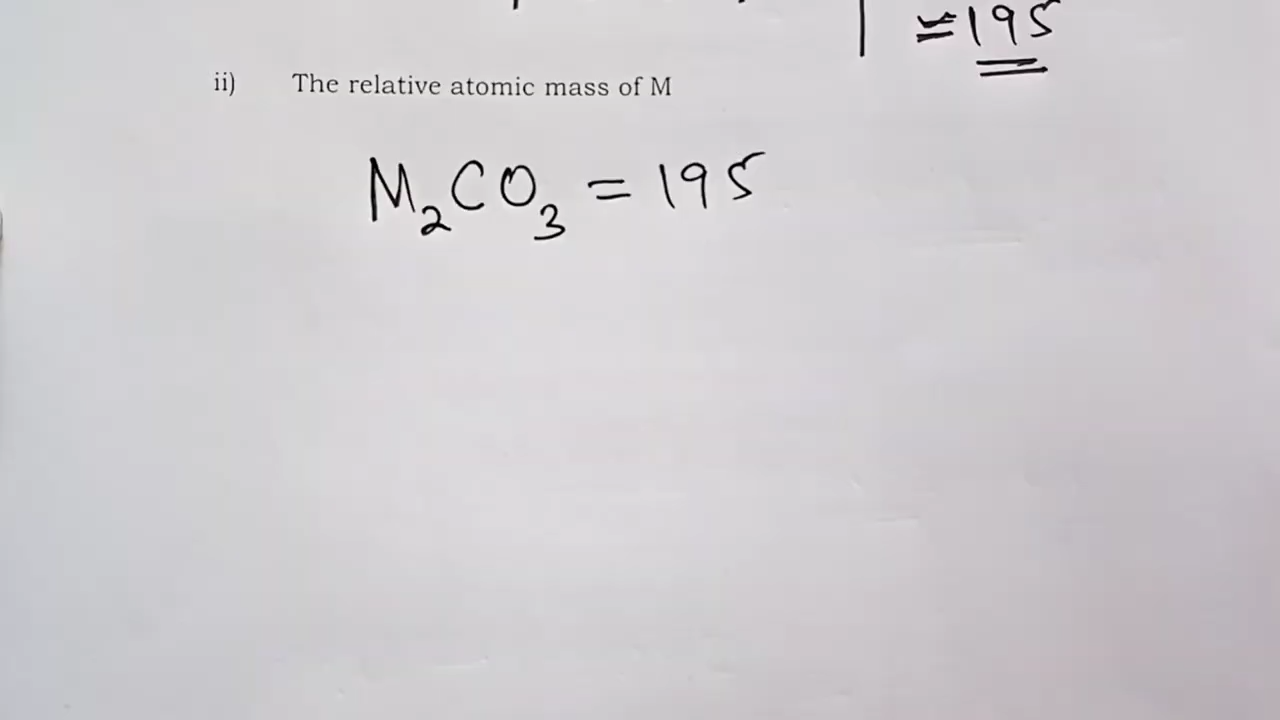 ≃195
ii) The relative atomic mass of M
M₂CO₃ = 195